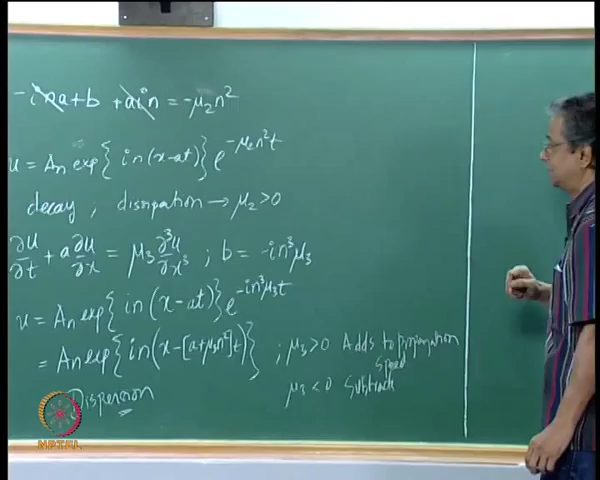 -ina+b +ain = -μ₂n²
u = Aₙ exp{in(x-at)} e^{-μ₂n²t}
decay ; dissipation → μ₂>0
∂u/∂t + a ∂u/∂x = μ₃ ∂³u/∂x³ ; b = -in³μ₃
u = Aₙ exp{in(x-at)} e^{-in³μ₃t}
= Aₙ exp{in(x-[a+μ₃n²]t)} ; μ₃>0 Adds to propagation speed
μ₃<0 Subtract
Dispersion
NPTEL